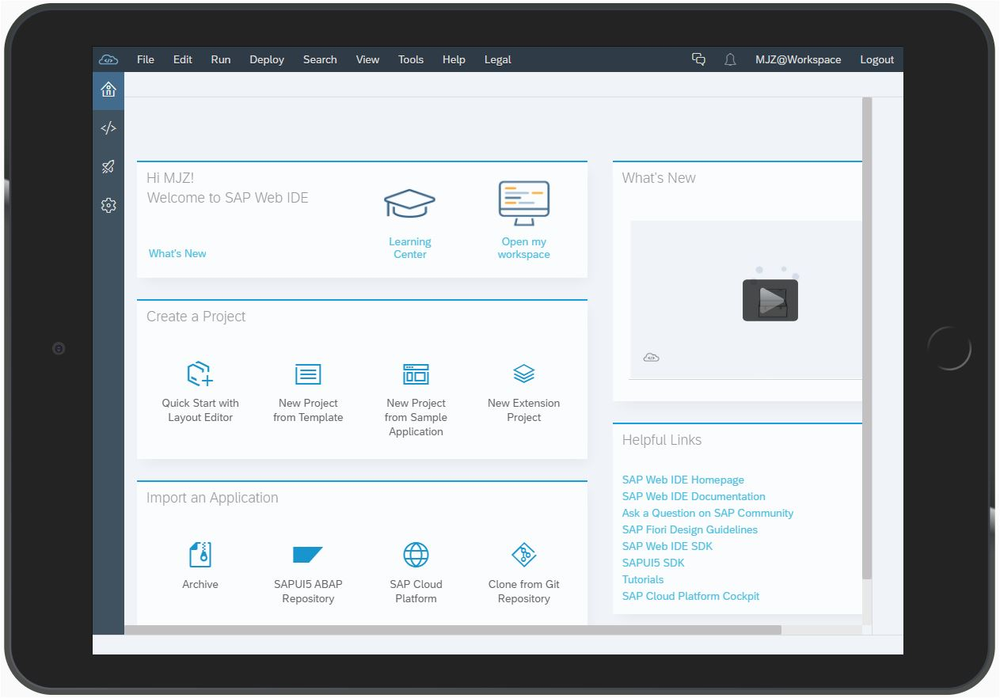 File Edit Run Deploy Search View Tools Help Legal MJZ@Workspace Logout
Hi MJZ!
Welcome to SAP Web IDE
What's New
Learning
Center
Open my
workspace
What's New
Create a Project
Quick Start with
Layout Editor
New Project
from Template
New Project
from Sample
Application
New Extension
Project
Helpful Links
SAP Web IDE Homepage
SAP Web IDE Documentation
Ask a Question on SAP Community
SAP Fiori Design Guidelines
SAP Web IDE SDK
SAPUI5 SDK
Tutorials
SAP Cloud Platform Cockpit
Import an Application
Archive
SAPUI5 ABAP
Repository
SAP Cloud
Platform
Clone from Git
Repository